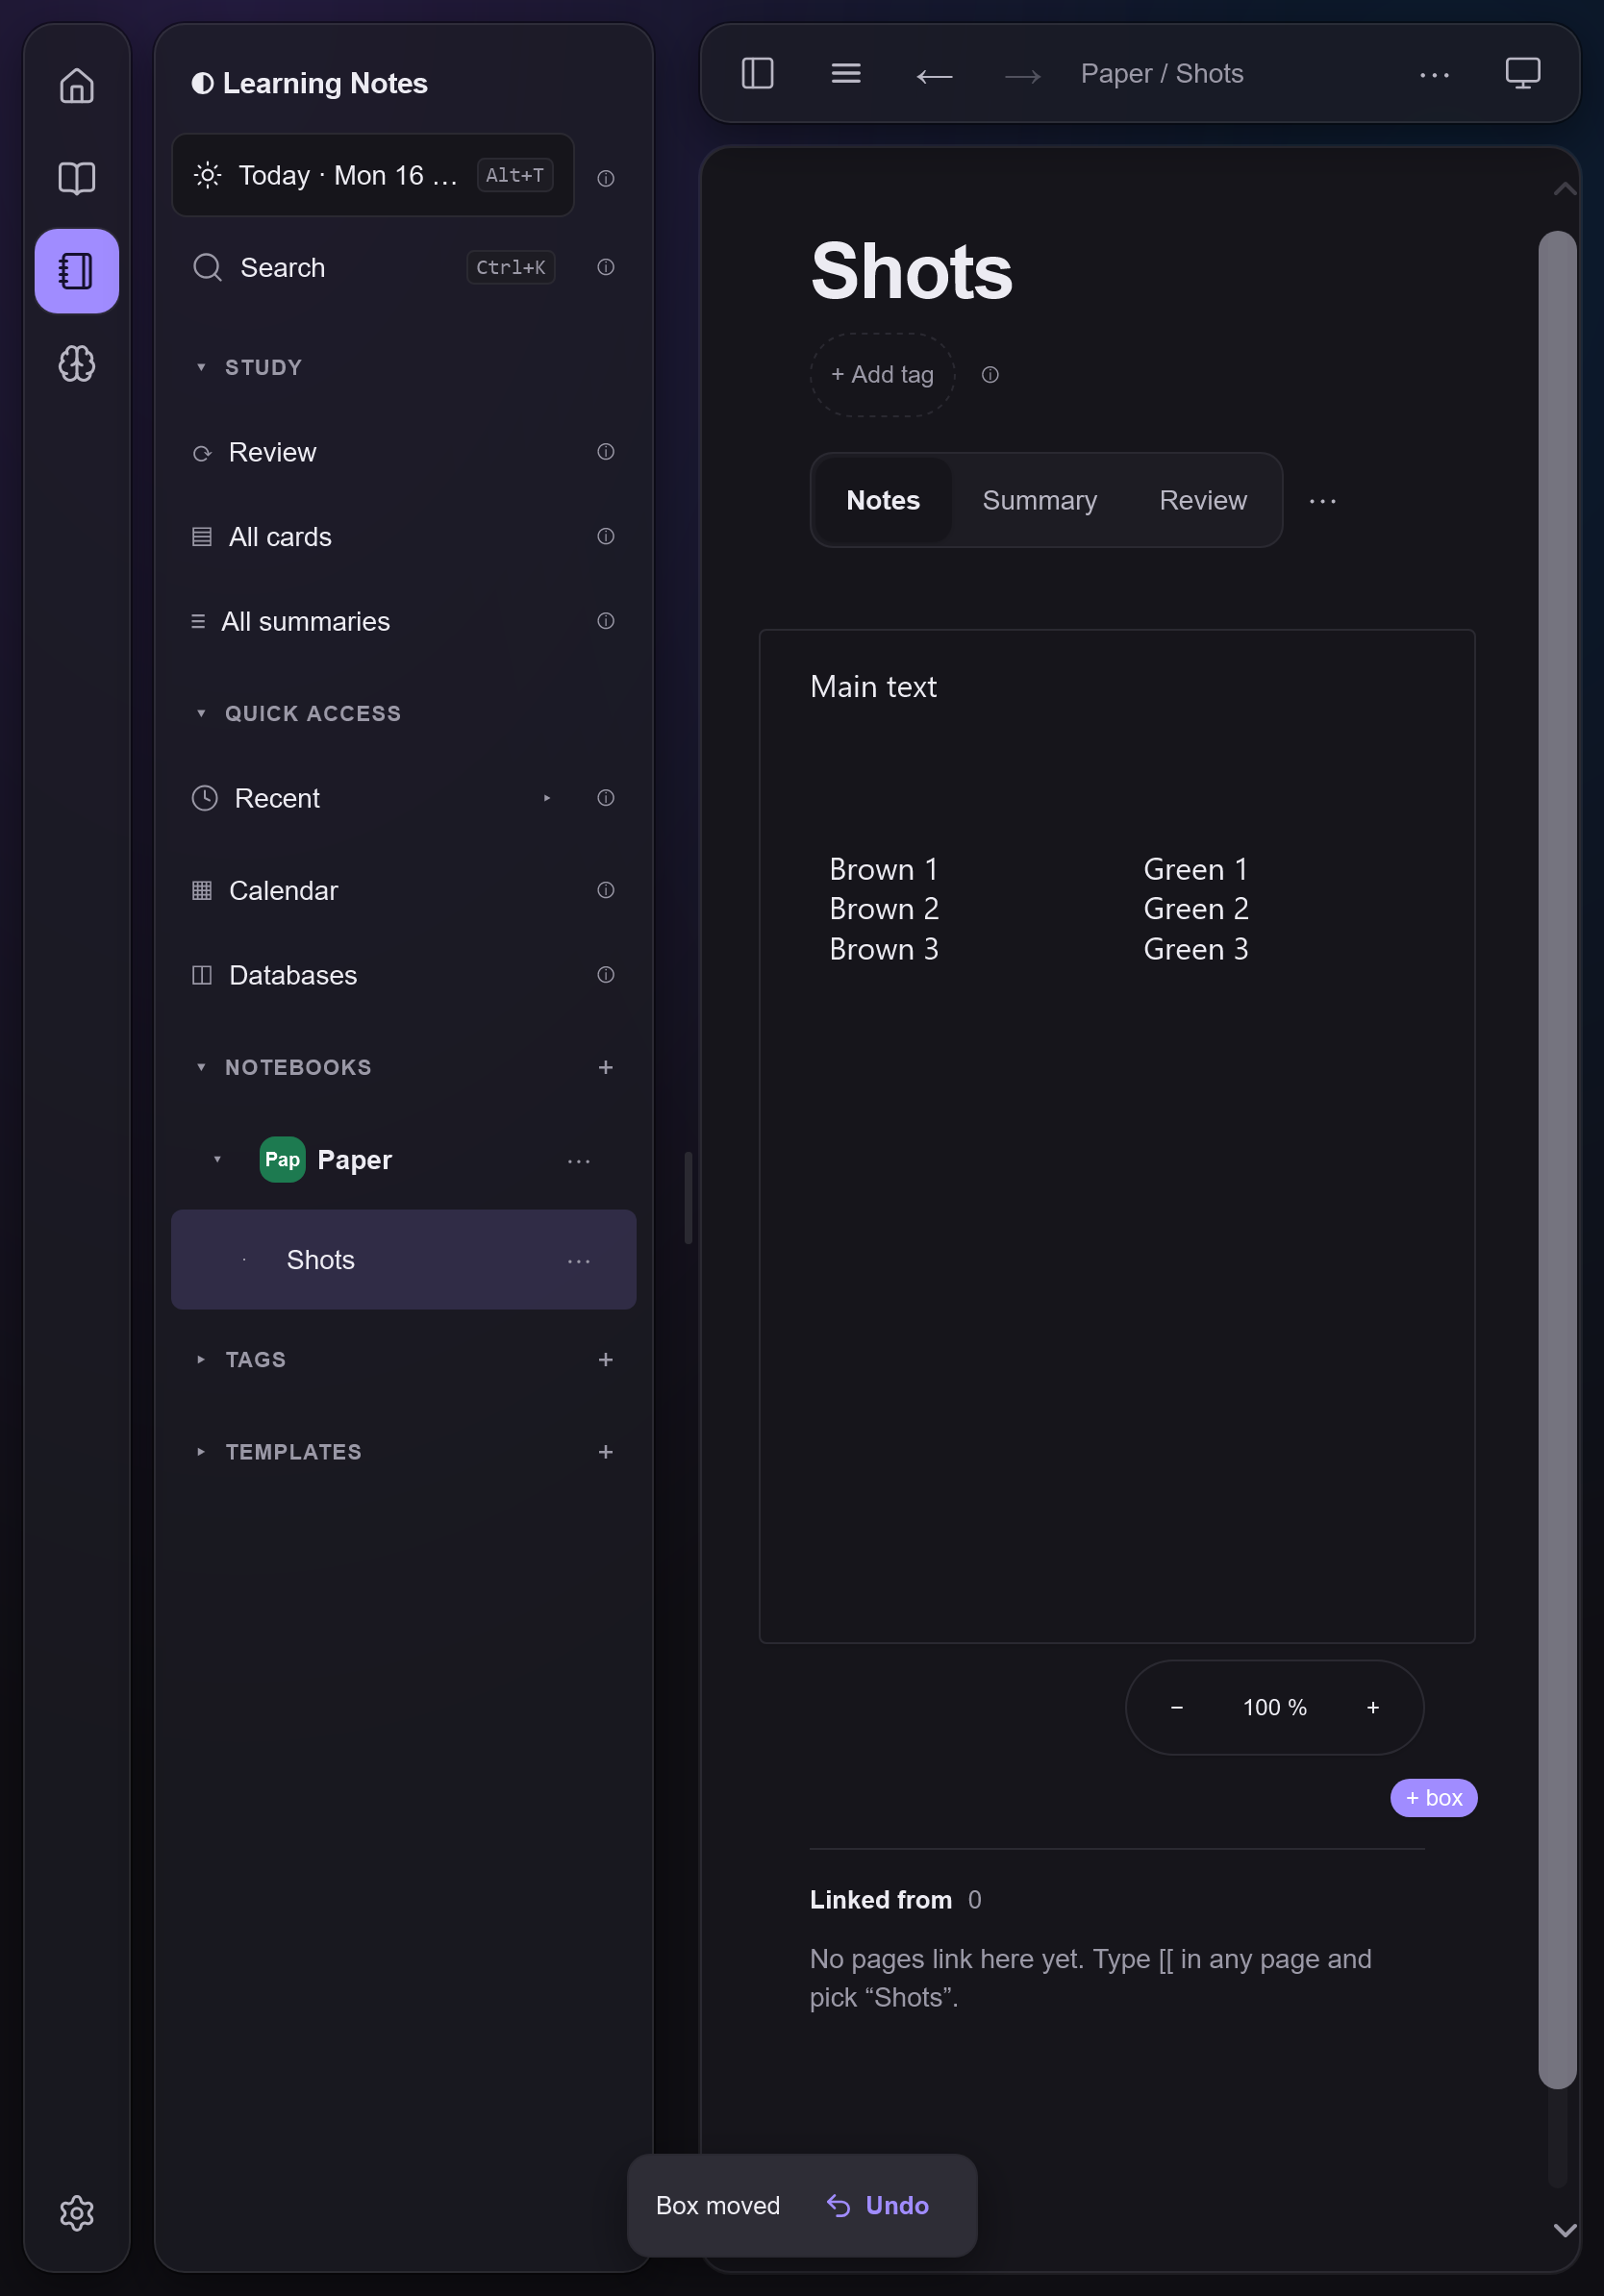 Learning Notes
Today · Mon 16 … Alt+T
Search Ctrl+K
STUDY
Review
All cards
All summaries
QUICK ACCESS
Recent
Calendar
Databases
NOTEBOOKS +
Pap Paper ...
Shots ...
TAGS +
TEMPLATES +
Paper / Shots ...
Shots
+ Add tag
Notes Summary Review ...
Main text
Brown 1
Brown 2
Brown 3
Green 1
Green 2
Green 3
− 100 % +
+ box
Linked from 0
No pages link here yet. Type [[ in any page and
pick “Shots”.
Box moved Undo